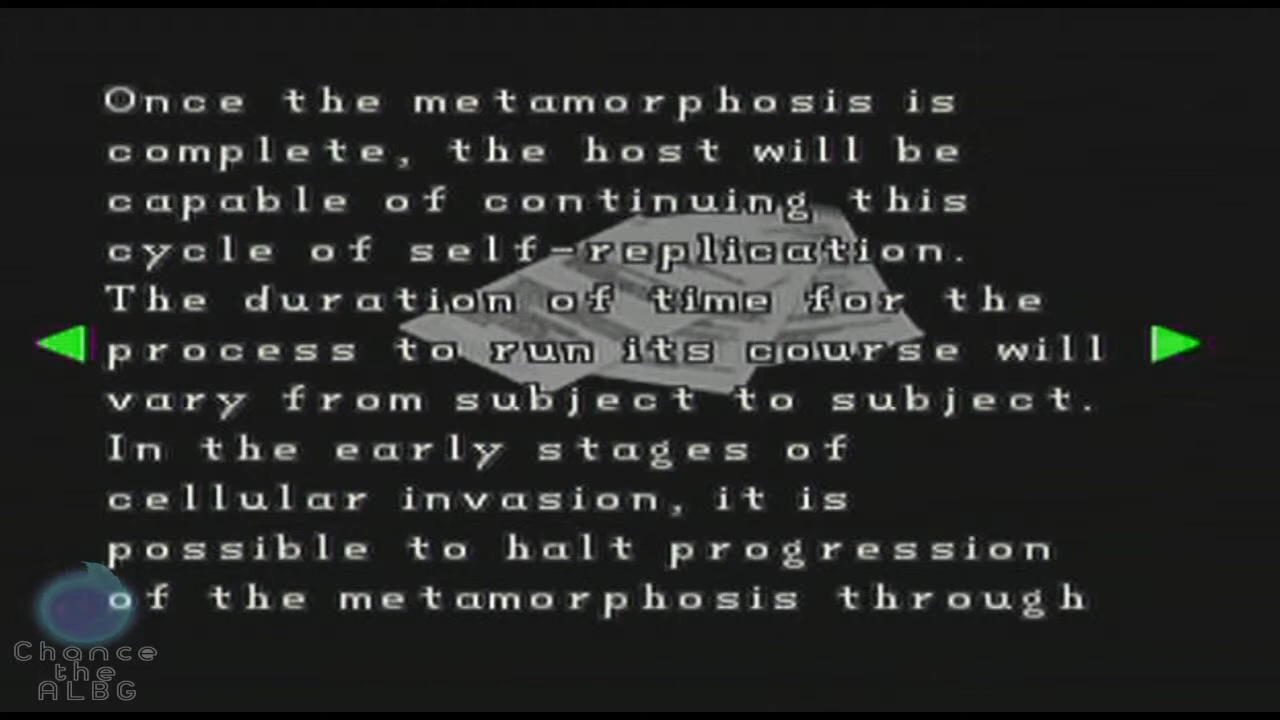 Once the metamorphosis is
complete, the host will be
capable of continuing this
cycle of self-replication.
The duration of time for the
process to run its course will
vary from subject to subject.
In the early stages of
cellular invasion, it is
possible to halt progression
of the metamorphosis through
Chance
the
ALBG